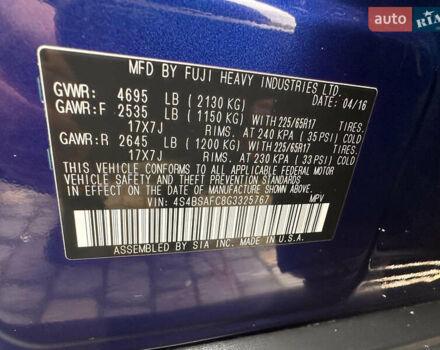 AUTO RIA
MFD BY FUJI HEAVY INDUSTRIES LTD.
GVWR: 4695 LB (2130 KG) DATE: 04/16
GAWR:F 2535 LB (1150 KG) WITH 225/65R17 TIRES.
17X7J RIMS. AT 240 KPA (35 PSI) COLD
GAWR:R 2645 LB (1200 KG) WITH 225/65R17 TIRES.
17X7J RIMS. AT 230 KPA (33 PSI) COLD
THIS VEHICLE CONFORMS TO ALL APPLICABLE
FEDERAL MOTOR VEHICLE SAFETY, BUMPER
VEHICLE SAFETY AND THEFT PREVENTION STANDARDS
IN EFFECT ON THE DATE OF MANUFACTURE SHOWN ABOVE.
VIN: 4S4BSAFC8G3325767 MPV
ASSEMBLED BY SIA INC. MADE IN U.S.A.